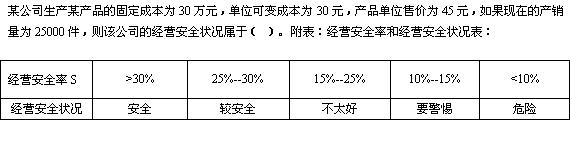 某公司生产某产品的固定成本为 30 万元，单位可变成本为 30 元，产品单位售价为 45 元，如果现在的产销
量为 25000 件，则该公司的经营安全状况属于（  ）。附表：经营安全率和经营安全状况表：
经营安全率 S >30% 25%--30% 15%--25% 10%--15% <10%
经营安全状况 安全 较安全 不太好 要警惕 危险